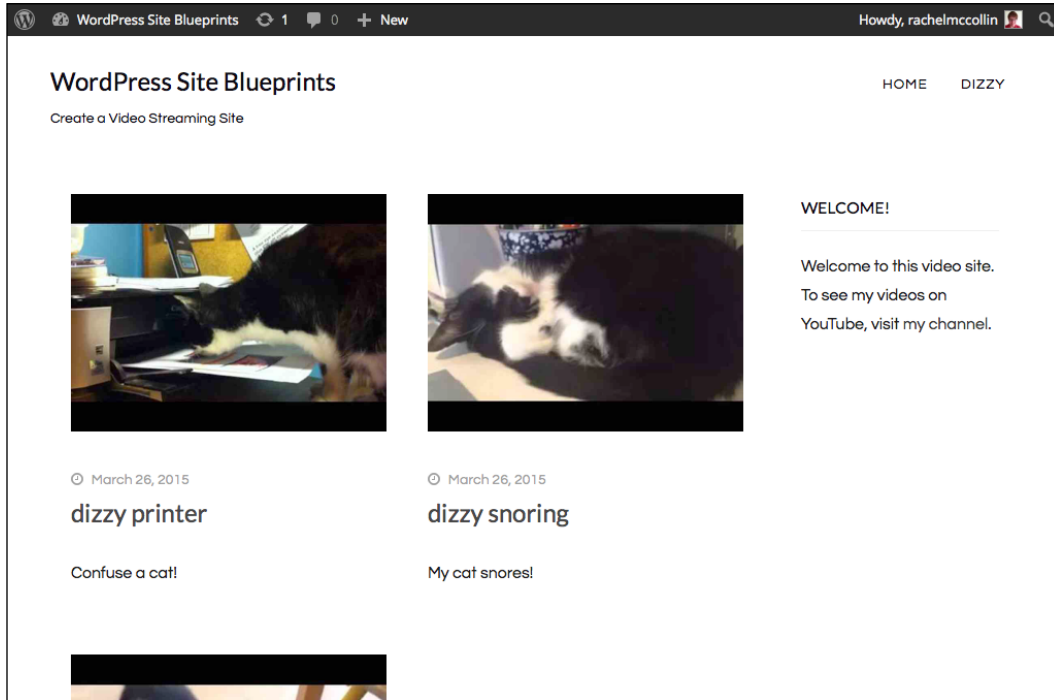 WordPress Site Blueprints 1 0 New Howdy, rachelmccollin
WordPress Site Blueprints
HOME DIZZY
Create a Video Streaming Site
March 26, 2015
dizzy printer
Confuse a cat!
March 26, 2015
dizzy snoring
My cat snores!
WELCOME!
Welcome to this video site.
To see my videos on
YouTube, visit my channel.